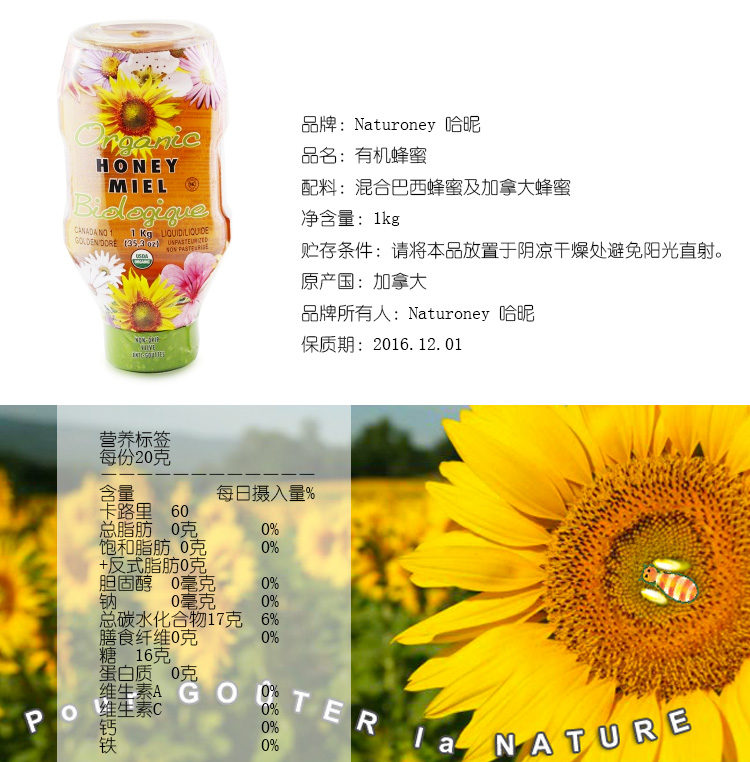 Organic
HONEY
MIEL
Biologique
CANADA NO 1
GOLDEN/DORÉ
1 Kg
(35.3 oz)
LIQUID/LIQUIDE
UNPASTEURIZED
NON PASTEURISÉ
USDA
ORGANIC
NON-DRIP
VALVE
ANTI-GOUTTES
品牌：Naturoney 哈昵
品名：有机蜂蜜
配料：混合巴西蜂蜜及加拿大蜂蜜
净含量：1kg
贮存条件：请将本品放置于阴凉干燥处避免阳光直射。
原产国：加拿大
品牌所有人：Naturoney 哈昵
保质期：2016.12.01
营养标签
每份20克
————————————
含量 每日摄入量%
卡路里 60
总脂肪 0克 0%
饱和脂肪 0克 0%
+反式脂肪0克
胆固醇 0毫克 0%
钠 0毫克 0%
总碳水化合物17克 6%
膳食纤维0克 0%
糖 16克
蛋白质 0克
维生素A 0%
维生素C 0%
钙 0%
铁 0%
Pour GOÛTER la NATURE